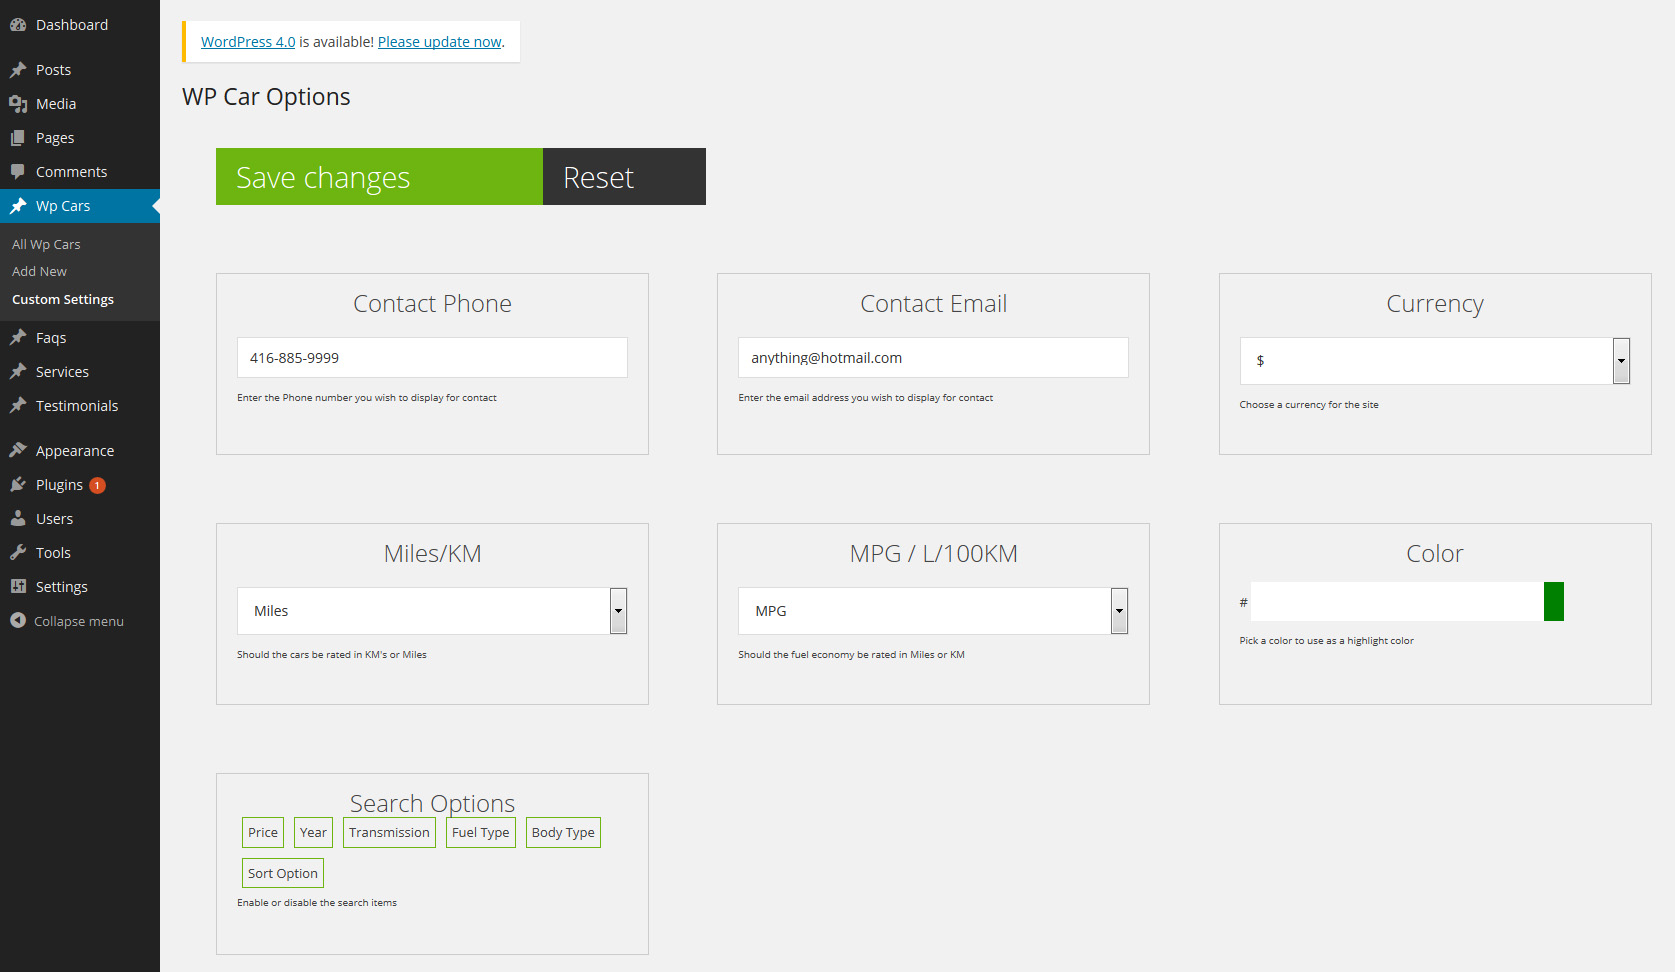 Dashboard
Posts
Media
Pages
Comments
Wp Cars
All Wp Cars
Add New
Custom Settings
Faqs
Services
Testimonials
Appearance
Plugins 1
Users
Tools
Settings
Collapse menu
WordPress 4.0 is available! Please update now.
WP Car Options
Save changes
Reset
Contact Phone
416-885-9999
Enter the Phone number you wish to display for contact
Contact Email
anything@hotmail.com
Enter the email address you wish to display for contact
Currency
$
Choose a currency for the site
Miles/KM
Miles
Should the cars be rated in KM's or Miles
MPG / L/100KM
MPG
Should the fuel economy be rated in Miles or KM
Color
#
Pick a color to use as a highlight color
Search Options
Price Year Transmission Fuel Type Body Type
Sort Option
Enable or disable the search items